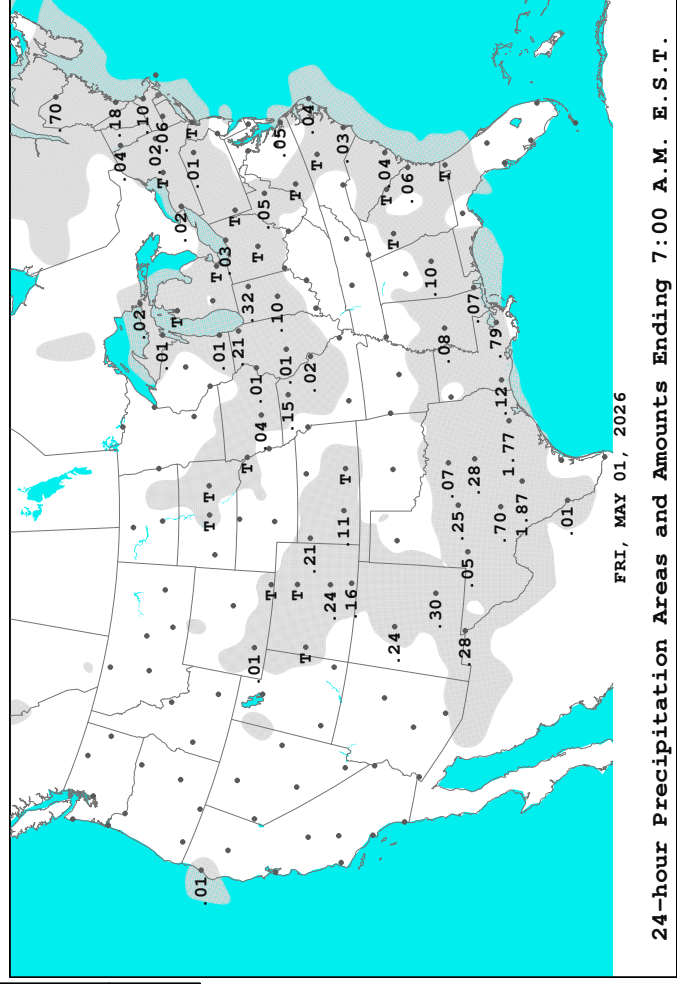 .70
.18
.04
.10
.02
.02
.06
T
.01
T
.02
T
.01
.01
T
T
T
.01
.03
T
.21
.32
T
.01
.01
T
.04
.05
T
.10
.05
.01
.15
T
T
T
.04
.02
.21
T
.24
.03
.11
T
.16
.04
T
T
.24
.06
.10
.30
.08
T
.07
.25
.28
.05
.07
.28
.79
.70
.12
1.77
1.87
.01
FRI, MAY 01, 2026
24-hour Precipitation Areas and Amounts Ending 7:00 A.M. E.S.T.